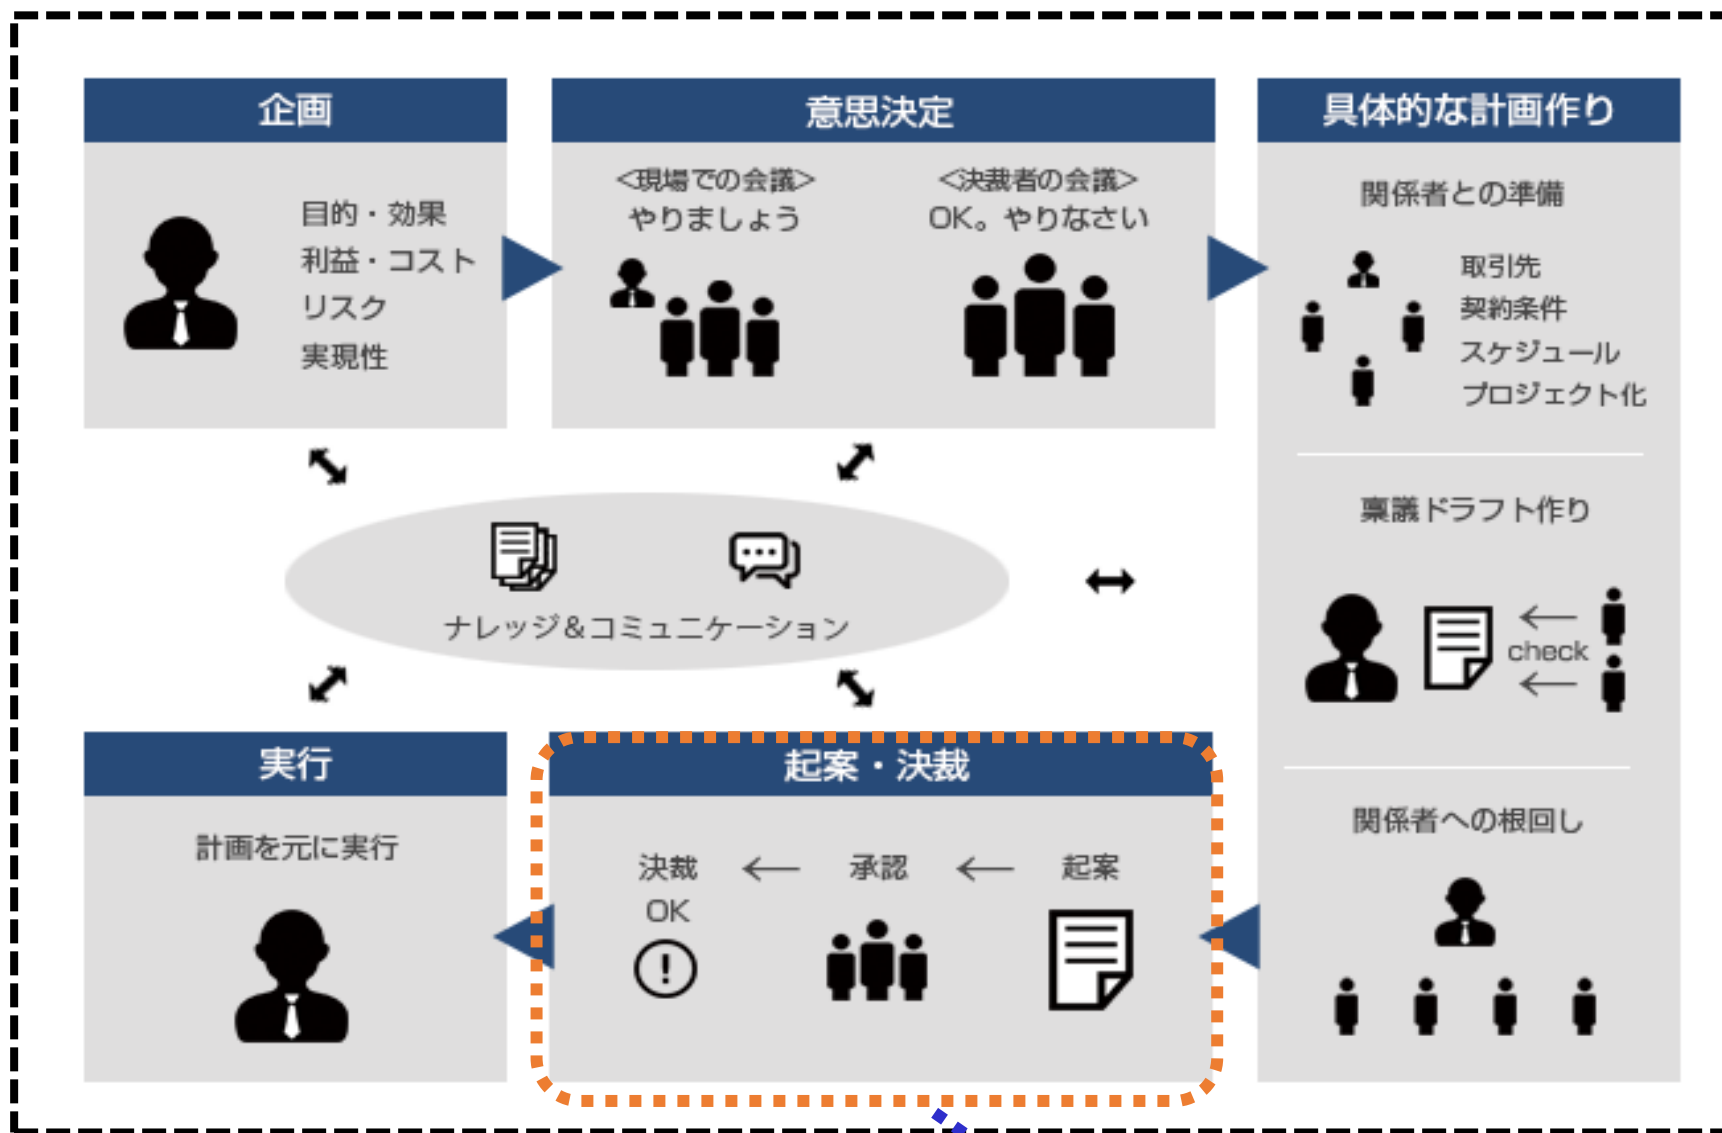 企画
目的・効果
利益・コスト
リスク
実現性
意思決定
<現場での会議>
やりましょう
<決裁者の会議>
OK。やりなさい
具体的な計画作り
関係者との準備
取引先
契約条件
スケジュール
プロジェクト化
稟議ドラフト作り
check
関係者への根回し
ナレッジ&コミュニケーション
起案・決裁
決裁 ← 承認 ← 起案
OK
実行
計画を元に実行